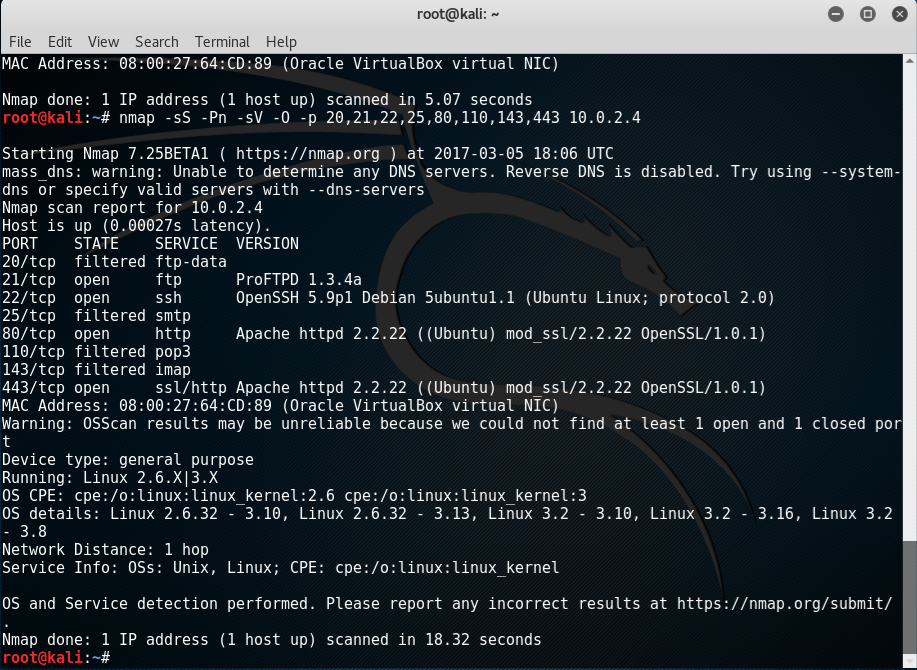 root@kali: ~
File Edit View Search Terminal Help
MAC Address: 08:00:27:64:CD:89 (Oracle VirtualBox virtual NIC)
Nmap done: 1 IP address (1 host up) scanned in 5.07 seconds
root@kali:~# nmap -sS -Pn -sV -O -p 20,21,22,25,80,110,143,443 10.0.2.4
Starting Nmap 7.25BETA1 ( https://nmap.org ) at 2017-03-05 18:06 UTC
mass_dns: warning: Unable to determine any DNS servers. Reverse DNS is disabled. Try using --system-
dns or specify valid servers with --dns-servers
Nmap scan report for 10.0.2.4
Host is up (0.00027s latency).
PORT    STATE    SERVICE  VERSION
20/tcp  filtered ftp-data
21/tcp  open     ftp      ProFTPD 1.3.4a
22/tcp  open     ssh      OpenSSH 5.9p1 Debian 5ubuntu1.1 (Ubuntu Linux; protocol 2.0)
25/tcp  filtered smtp
80/tcp  open     http     Apache httpd 2.2.22 ((Ubuntu) mod_ssl/2.2.22 OpenSSL/1.0.1)
110/tcp filtered pop3
143/tcp filtered imap
443/tcp open     ssl/http Apache httpd 2.2.22 ((Ubuntu) mod_ssl/2.2.22 OpenSSL/1.0.1)
MAC Address: 08:00:27:64:CD:89 (Oracle VirtualBox virtual NIC)
Warning: OSScan results may be unreliable because we could not find at least 1 open and 1 closed por
t
Device type: general purpose
Running: Linux 2.6.X|3.X
OS CPE: cpe:/o:linux:linux_kernel:2.6 cpe:/o:linux:linux_kernel:3
OS details: Linux 2.6.32 - 3.10, Linux 2.6.32 - 3.13, Linux 3.2 - 3.10, Linux 3.2 - 3.16, Linux 3.2
- 3.8
Network Distance: 1 hop
Service Info: OSs: Unix, Linux; CPE: cpe:/o:linux:linux_kernel
OS and Service detection performed. Please report any incorrect results at https://nmap.org/submit/
.
Nmap done: 1 IP address (1 host up) scanned in 18.32 seconds
root@kali:~#